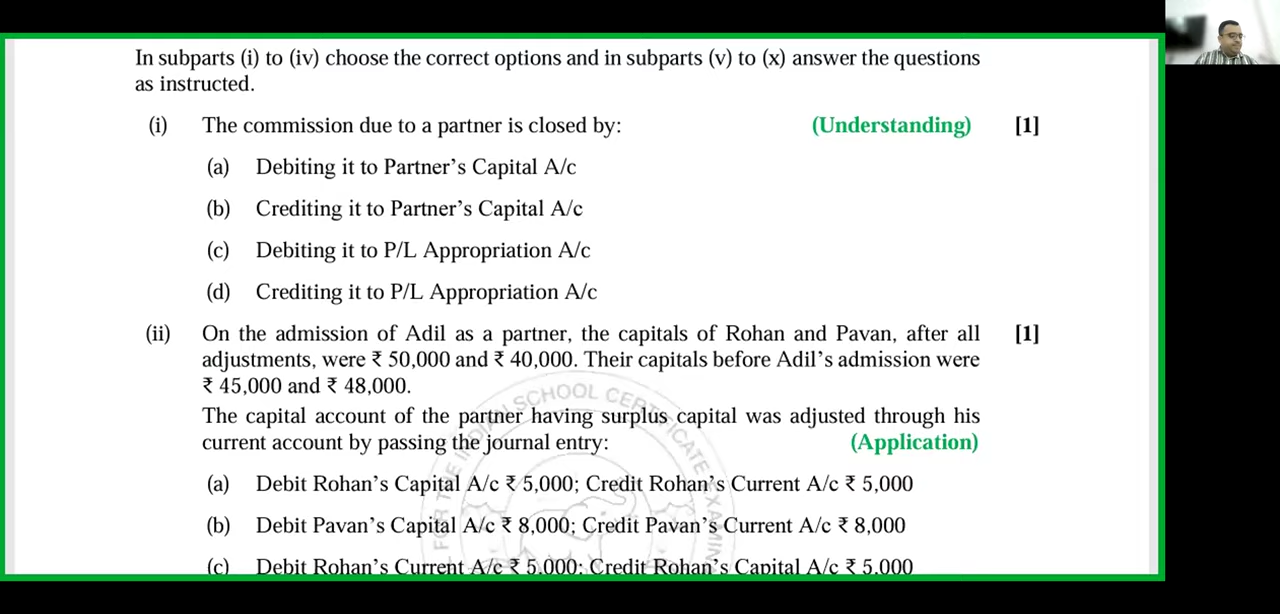 In subparts (i) to (iv) choose the correct options and in subparts (v) to (x) answer the questions
as instructed.
(i) The commission due to a partner is closed by: (Understanding) [1]
(a) Debiting it to Partner’s Capital A/c
(b) Crediting it to Partner’s Capital A/c
(c) Debiting it to P/L Appropriation A/c
(d) Crediting it to P/L Appropriation A/c
(ii) On the admission of Adil as a partner, the capitals of Rohan and Pavan, after all [1]
adjustments, were ₹ 50,000 and ₹ 40,000. Their capitals before Adil’s admission were
₹ 45,000 and ₹ 48,000.
The capital account of the partner having surplus capital was adjusted through his
current account by passing the journal entry: (Application)
(a) Debit Rohan’s Capital A/c ₹ 5,000; Credit Rohan’s Current A/c ₹ 5,000
(b) Debit Pavan’s Capital A/c ₹ 8,000; Credit Pavan’s Current A/c ₹ 8,000
(c) Debit Rohan’s Current A/c ₹ 5,000; Credit Rohan’s Capital A/c ₹ 5,000
FOR THE INDIAN SCHOOL CERTIFICATE EXAMIN